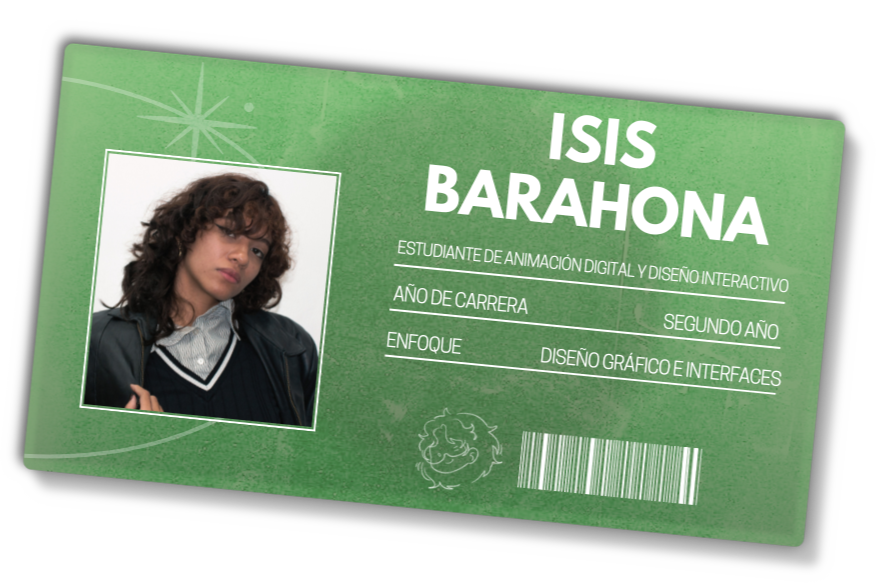 ISIS
BARAHONA
ESTUDIANTE DE ANIMACIÓN DIGITAL Y DISEÑO INTERACTIVO
AÑO DE CARRERA SEGUNDO AÑO
ENFOQUE DISEÑO GRÁFICO E INTERFACES